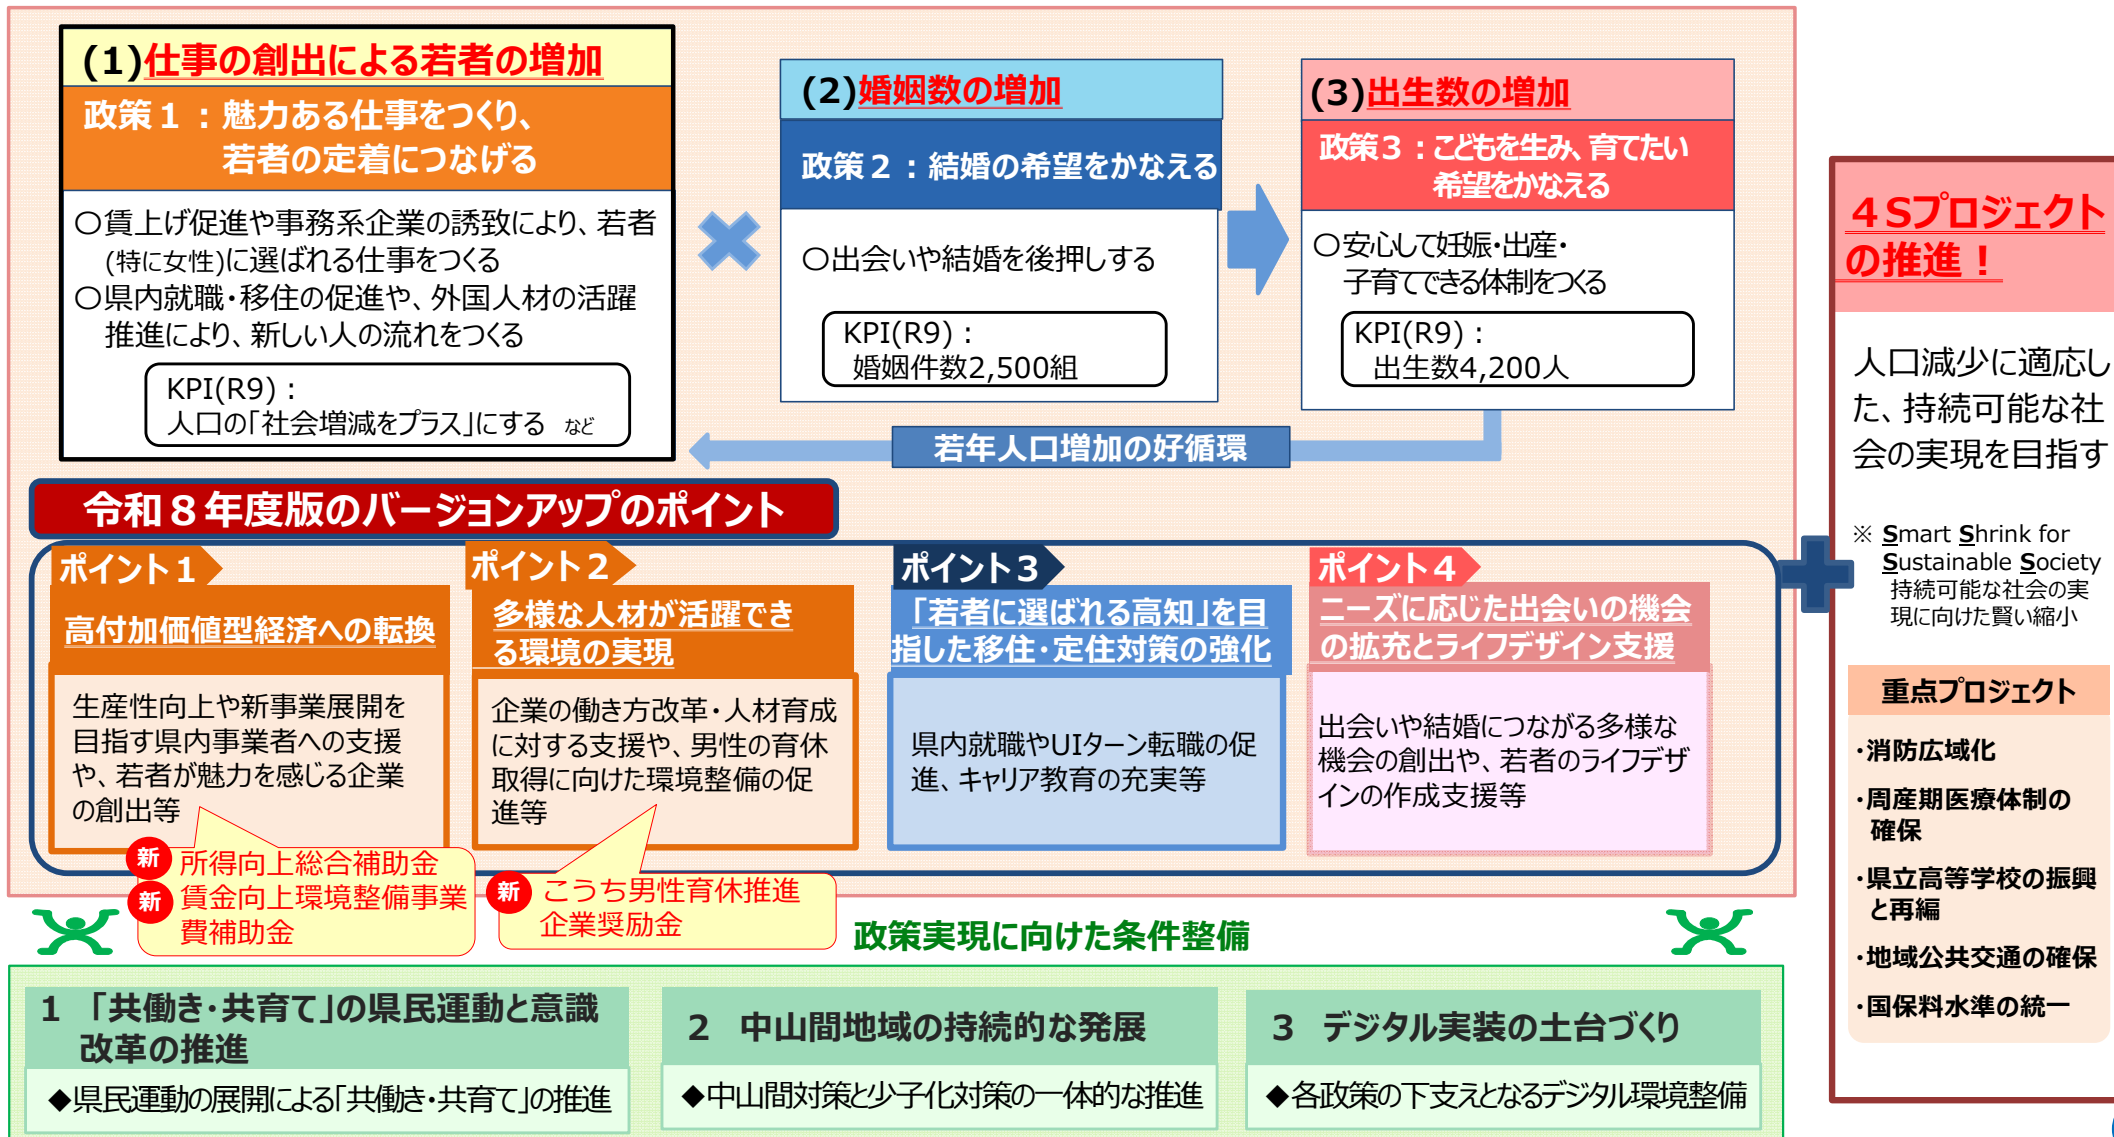 (1)仕事の創出による若者の増加
政策１：魅力ある仕事をつくり、
若者の定着につなげる
○賃上げ促進や事務系企業の誘致により、若者
(特に女性)に選ばれる仕事をつくる
○県内就職・移住の促進や、外国人材の活躍
推進により、新しい人の流れをつくる
KPI(R9)：
人口の「社会増減をプラス」にする など
(2)婚姻数の増加
政策２：結婚の希望をかなえる
○出会いや結婚を後押しする
KPI(R9)：
婚姻件数2,500組
(3)出生数の増加
政策３：こどもを生み、育てたい
希望をかなえる
○安心して妊娠・出産・
子育てできる体制をつくる
KPI(R9)：
出生数4,200人
若年人口増加の好循環
令和８年度版のバージョンアップのポイント
ポイント１
高付加価値型経済への転換
生産性向上や新事業展開を
目指す県内事業者への支援
や、若者が魅力を感じる企業
の創出等
新 所得向上総合補助金
新 賃金向上環境整備事業
費補助金
ポイント２
多様な人材が活躍でき
る環境の実現
企業の働き方改革・人材育成
に対する支援や、男性の育休
取得に向けた環境整備の促
進等
新 こうち男性育休推進
企業奨励金
ポイント３
「若者に選ばれる高知」を目
指した移住・定住対策の強化
県内就職やUIターン転職の促
進、キャリア教育の充実等
ポイント４
ニーズに応じた出会いの機会
の拡充とライフデザイン支援
出会いや結婚につながる多様な
機会の創出や、若者のライフデザ
インの作成支援等
政策実現に向けた条件整備
1 「共働き・共育て」の県民運動と意識
改革の推進
◆県民運動の展開による「共働き・共育て」の推進
2 中山間地域の持続的な発展
◆中山間対策と少子化対策の一体的な推進
3 デジタル実装の土台づくり
◆各政策の下支えとなるデジタル環境整備
４Sプロジェクト
の推進！
人口減少に適応し
た、持続可能な社
会の実現を目指す
※ Smart Shrink for
Sustainable Society
持続可能な社会の実
現に向けた賢い縮小
重点プロジェクト
・消防広域化
・周産期医療体制の
確保
・県立高等学校の振興
と再編
・地域公共交通の確保
・国保料水準の統一